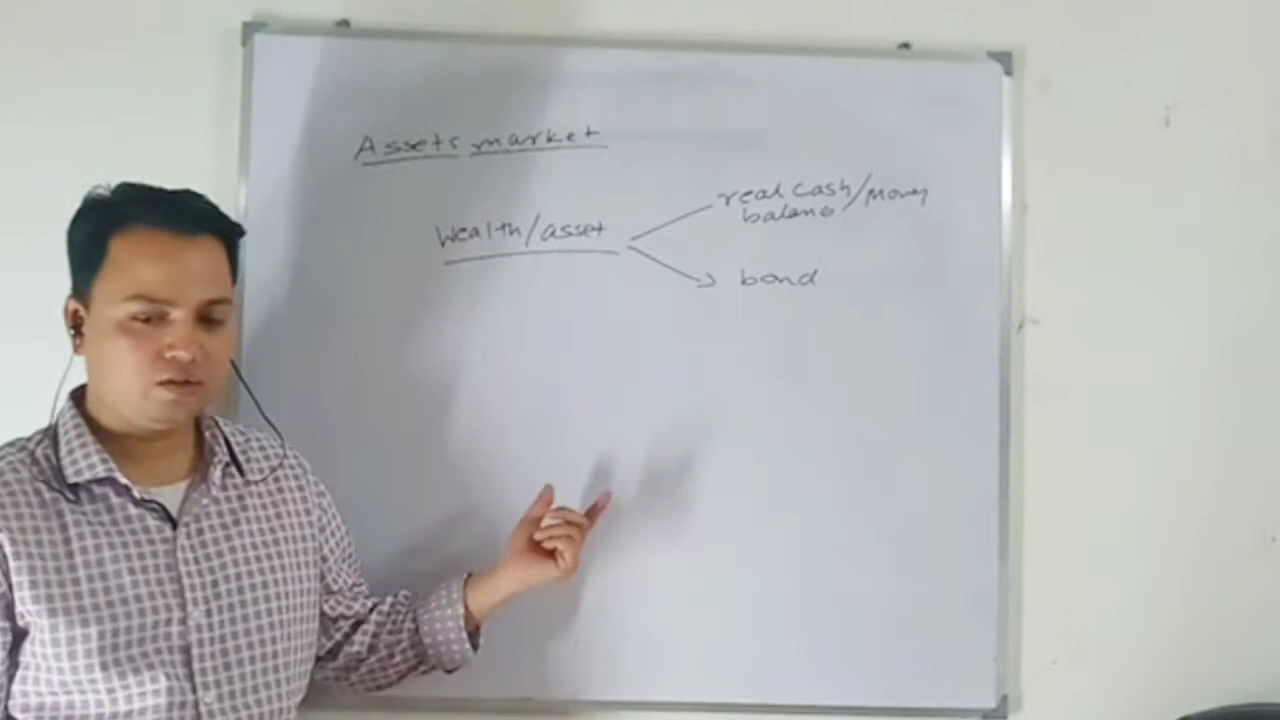 Assets market
real cash/money
balance
Wealth/asset
bond